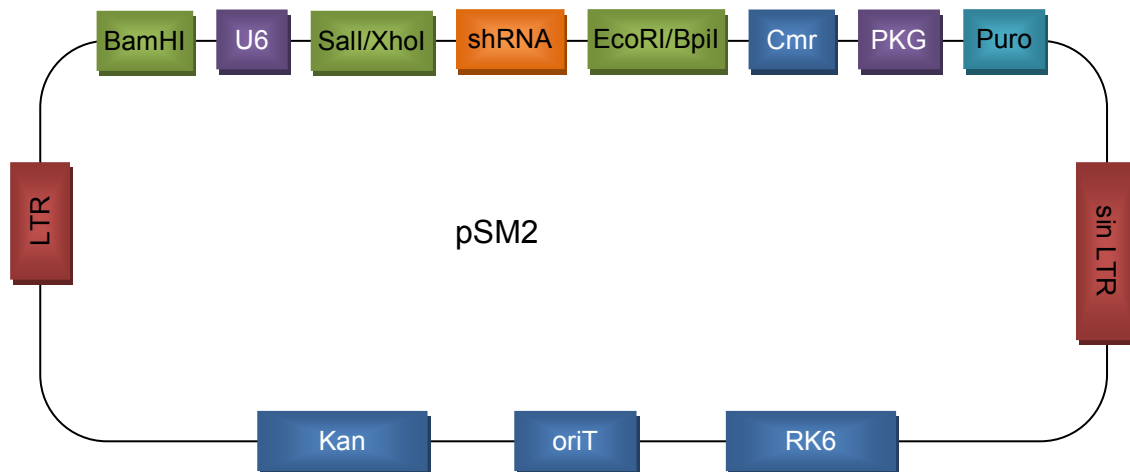 BamHI U6 SalI/XhoI shRNA EcoRI/BpiI Cmr PKG Puro
LTR
sin LTR
pSM2
Kan oriT RK6